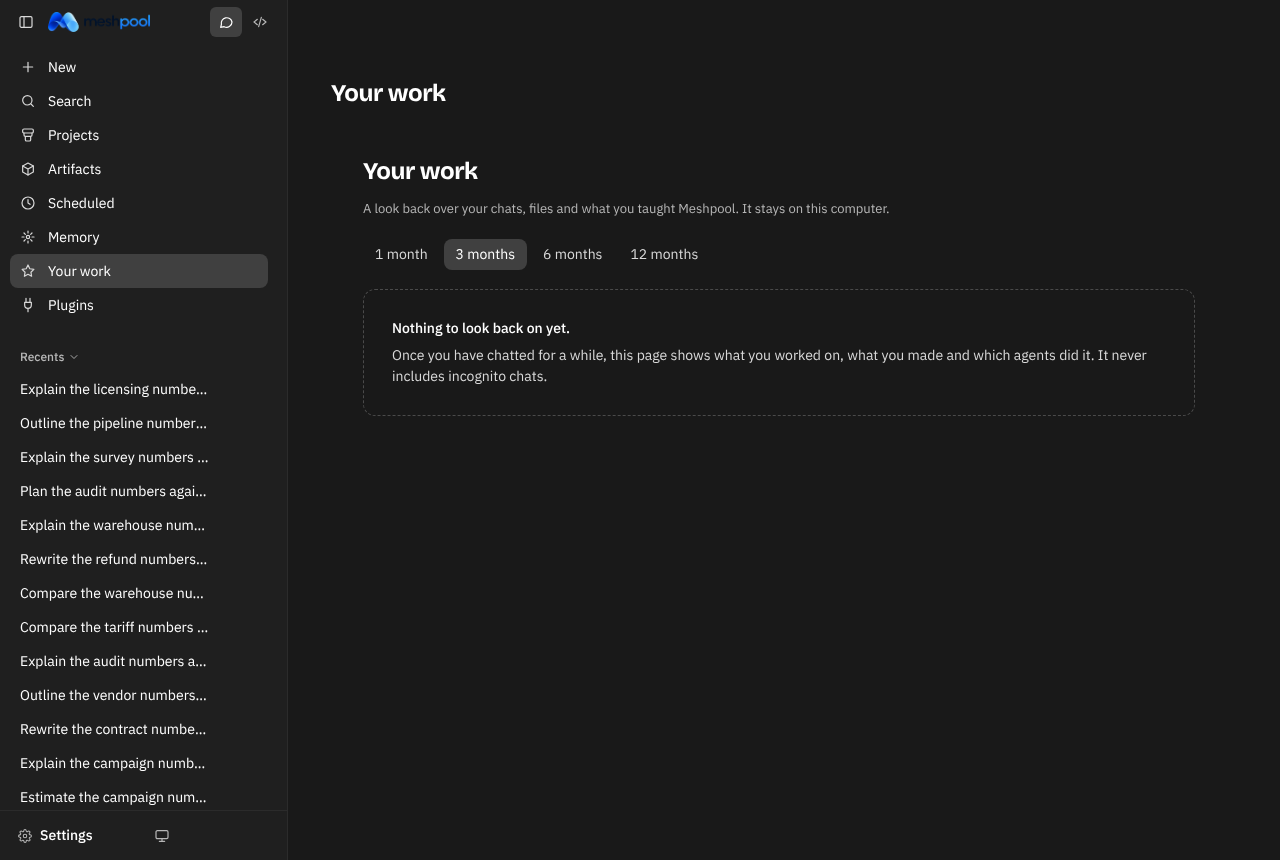 meshpool
New
Search
Projects
Artifacts
Scheduled
Memory
Your work
Plugins
Recents
Explain the licensing numbe...
Outline the pipeline number...
Explain the survey numbers ...
Plan the audit numbers agai...
Explain the warehouse num...
Rewrite the refund numbers...
Compare the warehouse nu...
Compare the tariff numbers ...
Explain the audit numbers a...
Outline the vendor numbers...
Rewrite the contract numbe...
Explain the campaign numb...
Estimate the campaign num...
Settings
Your work
Your work
A look back over your chats, files and what you taught Meshpool. It stays on this computer.
1 month 3 months 6 months 12 months
Nothing to look back on yet.
Once you have chatted for a while, this page shows what you worked on, what you made and which agents did it. It never
includes incognito chats.